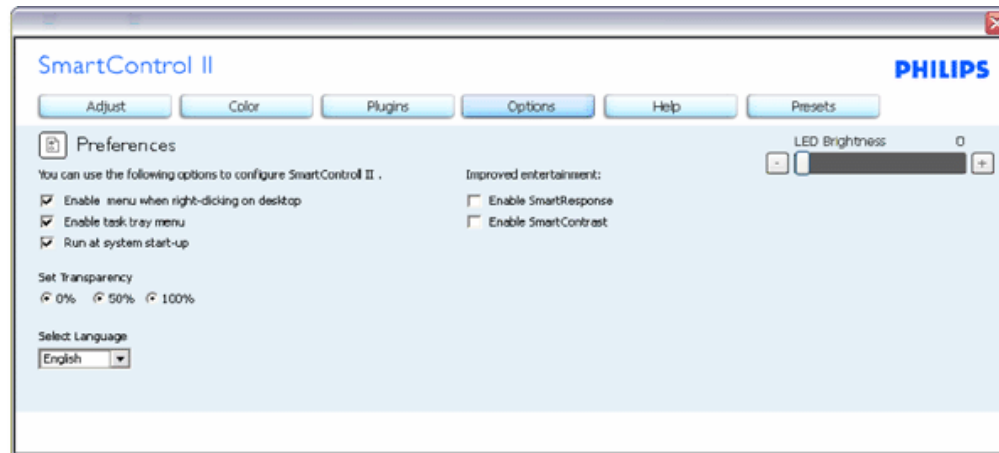 SmartControl II
PHILIPS
Adjust Color Plugins Options Help Presets
Preferences
LED Brightness 0
- +
You can use the following options to configure SmartControl II .
Improved entertainment:
Enable menu when right-clicking on desktop
Enable SmartResponse
Enable task tray menu
Enable SmartContrast
Run at system start-up
Set Transparency
0% 50% 100%
Select Language
English